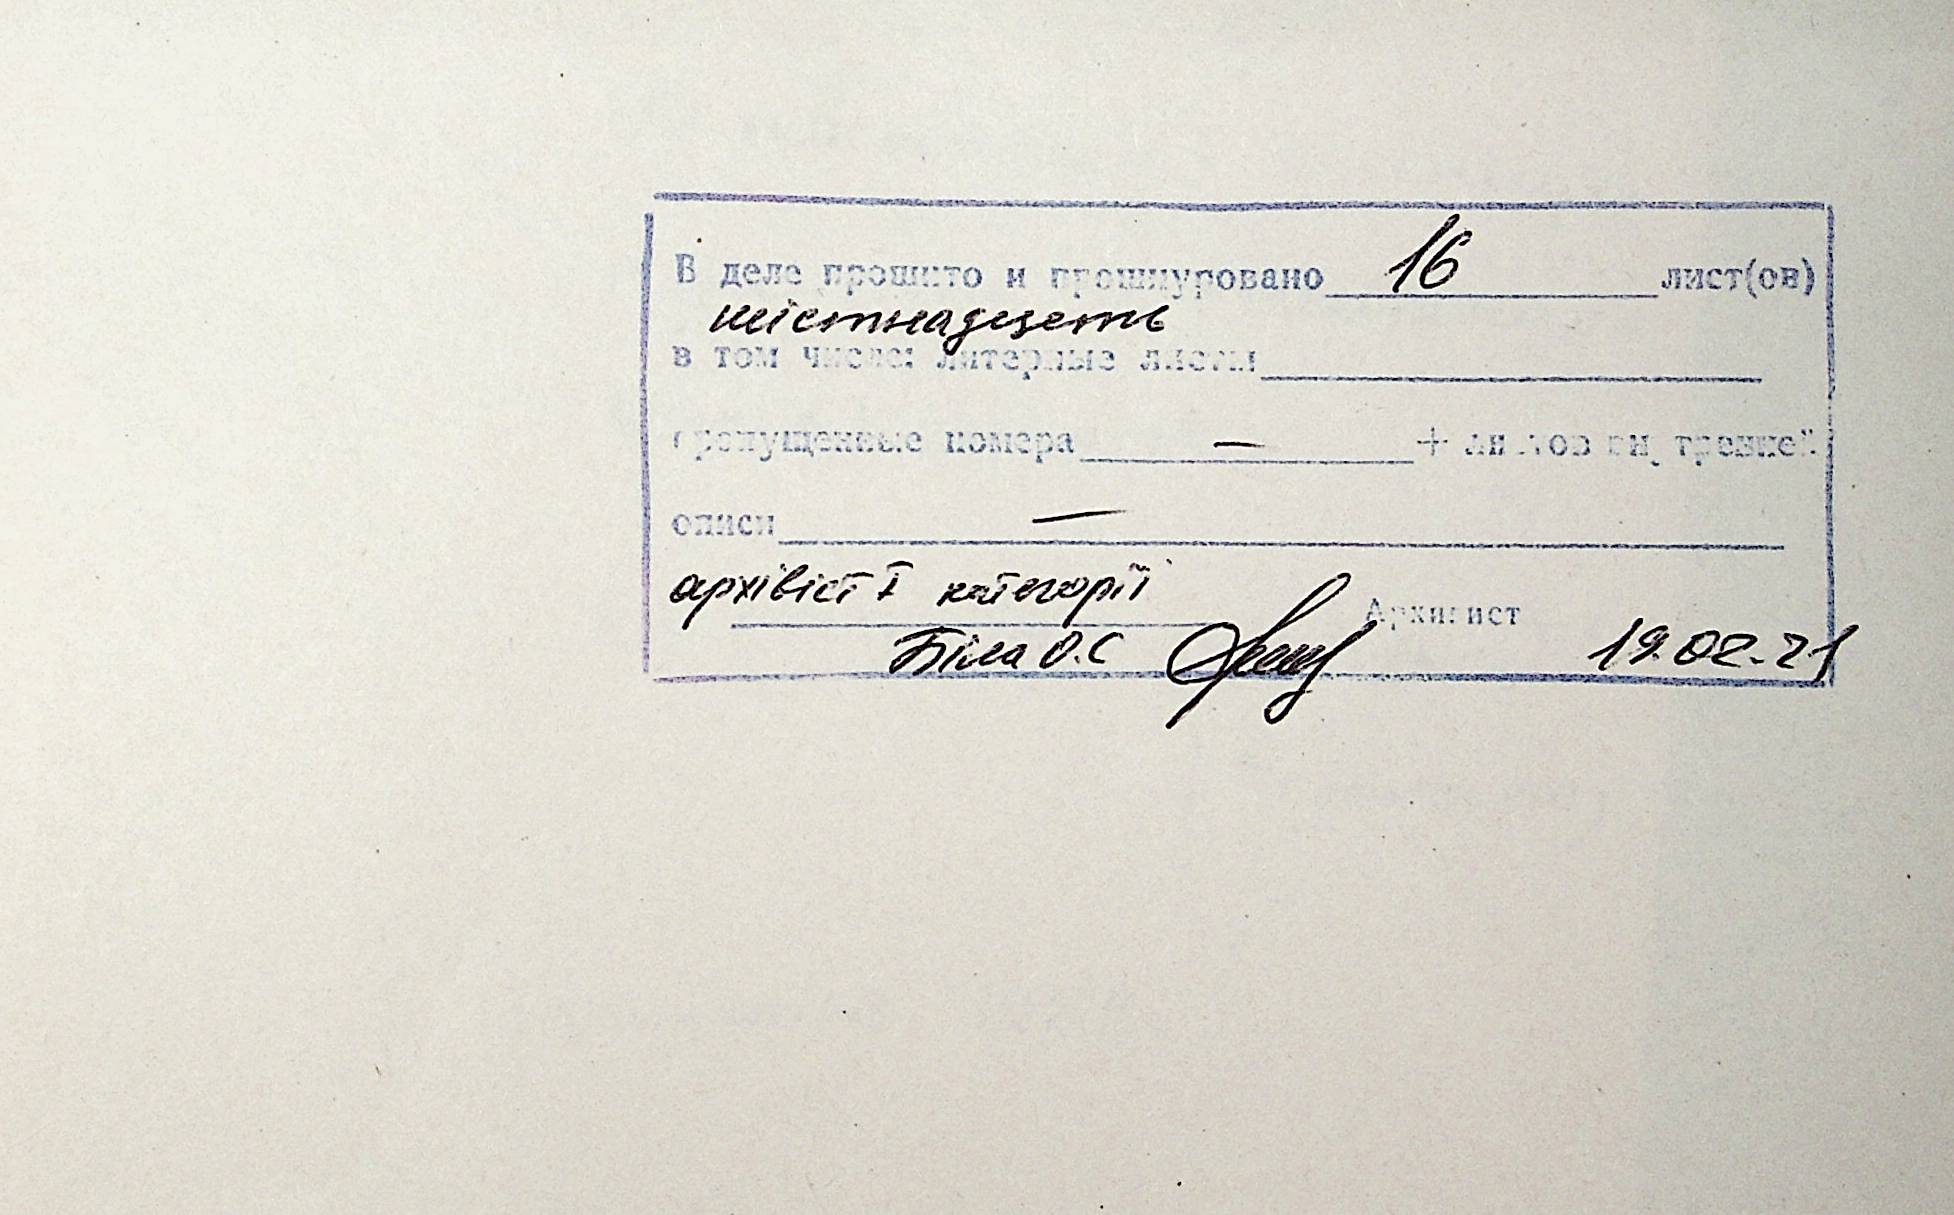 В деле прошито и прошнуровано 16 лист(ов)
шістнадцять
в том числе: литерные листы
пропущенные номера — + листов внутренней
описи —
архівіст I категорії
Архивист
Біла О.С 19.02.21